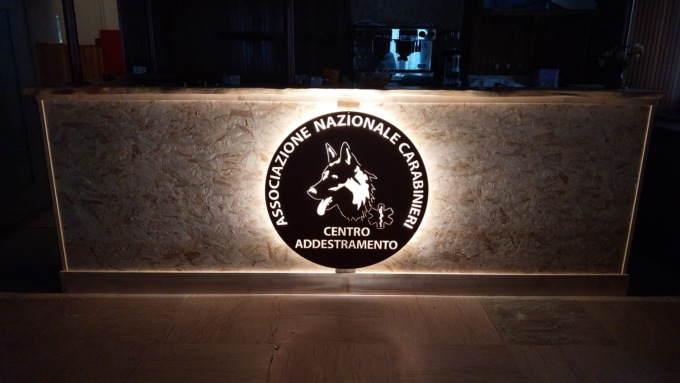 ASSOCIAZIONE NAZIONALE CARABINIERI
CENTRO
ADDESTRAMENTO